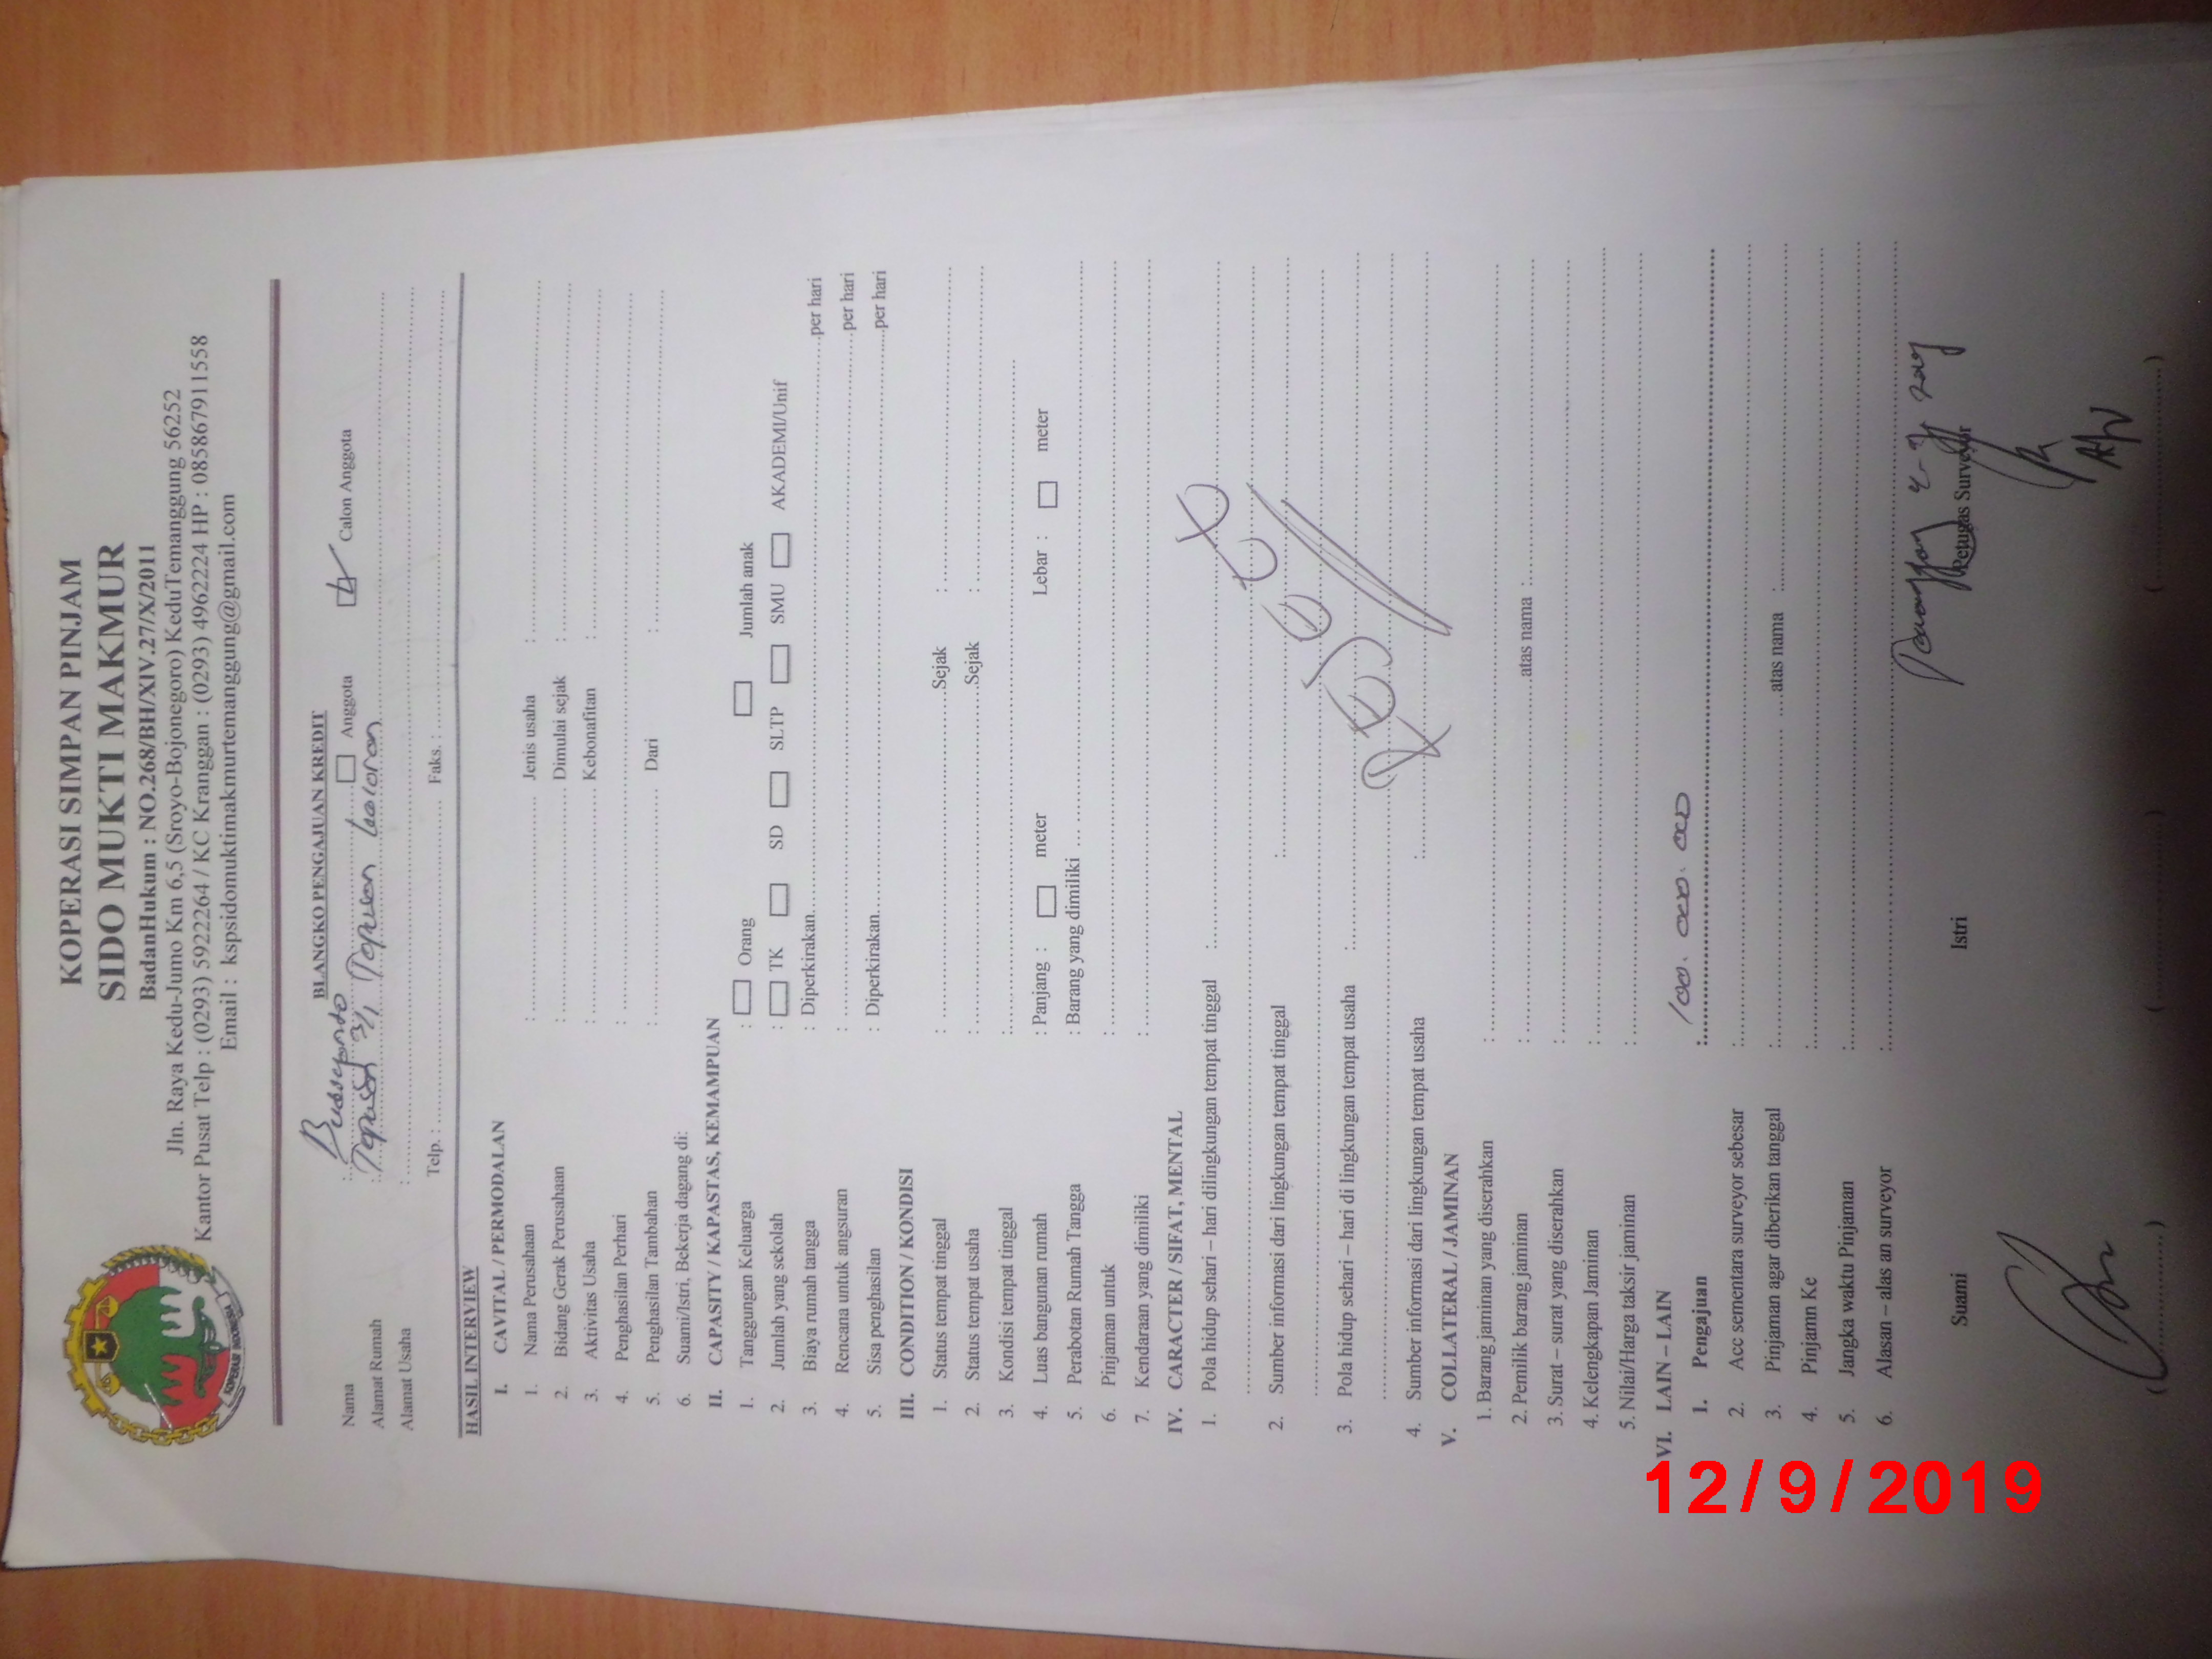 KOPERASI SIMPAN PINJAM
SIDO MUKTI MAKMUR
BadanHukum : NO.268/BH/XIV.27/X/2011
Jln. Raya Kedu-Jumo Km 6,5 (Sroyo-Bojonegoro) KeduTemanggung 56252
Kantor Pusat Telp : (0293) 5922264 / KC Kranggan : (0293) 4962224 HP : 085867911558
Email : kspsidomuktimakmurtemanggung@gmail.com
KOPERASI INDONESIA
BLANGKO PENGAJUAN KREDIT
Nama : Anggota Calon Anggota
Alamat Rumah :
Alamat Usaha :
Telp. : Faks. :
HASIL INTERVIEW
I. CAVITAL / PERMODALAN
1. Nama Perusahaan : Jenis usaha :
2. Bidang Gerak Perusahaan : Dimulai sejak :
3. Aktivitas Usaha : Kebonafitan :
4. Penghasilan Perhari :
5. Penghasilan Tambahan : Dari :
6. Suami/Istri, Bekerja dagang di:
II. CAPASITY / KAPASTAS, KEMAMPUAN
1. Tanggungan Keluarga : Orang Jumlah anak
2. Jumlah yang sekolah : TK SD SLTP SMU AKADEMI/Unif
3. Biaya rumah tangga : Diperkirakan per hari
4. Rencana untuk angsuran : per hari
5. Sisa penghasilan : Diperkirakan per hari
III. CONDITION / KONDISI
1. Status tempat tinggal : Sejak :
2. Status tempat usaha : Sejak :
3. Kondisi tempat tinggal :
4. Luas bangunan rumah : Panjang : meter Lebar : meter
5. Perabotan Rumah Tangga : Barang yang dimiliki
6. Pinjaman untuk :
7. Kendaraan yang dimiliki :
IV. CARACTER / SIFAT, MENTAL
1. Pola hidup sehari – hari dilingkungan tempat tinggal :
2. Sumber informasi dari lingkungan tempat tinggal :
3. Pola hidup sehari – hari di lingkungan tempat usaha :
4. Sumber informasi dari lingkungan tempat usaha :
V. COLLATERAL / JAMINAN
1. Barang jaminan yang diserahkan :
2. Pemilik barang jaminan : atas nama :
3. Surat – surat yang diserahkan :
4. Kelengkapan Jaminan :
5. Nilai/Harga taksir jaminan :
VI. LAIN – LAIN
1. Pengajuan : 100.000.000
2. Acc sementara surveyor sebesar :
3. Pinjaman agar diberikan tanggal : atas nama :
4. Pinjamn Ke :
5. Jangka waktu Pinjaman :
6. Alasan – alas an surveyor :
Suami Istri Petugas Surveyor
12/9/2019